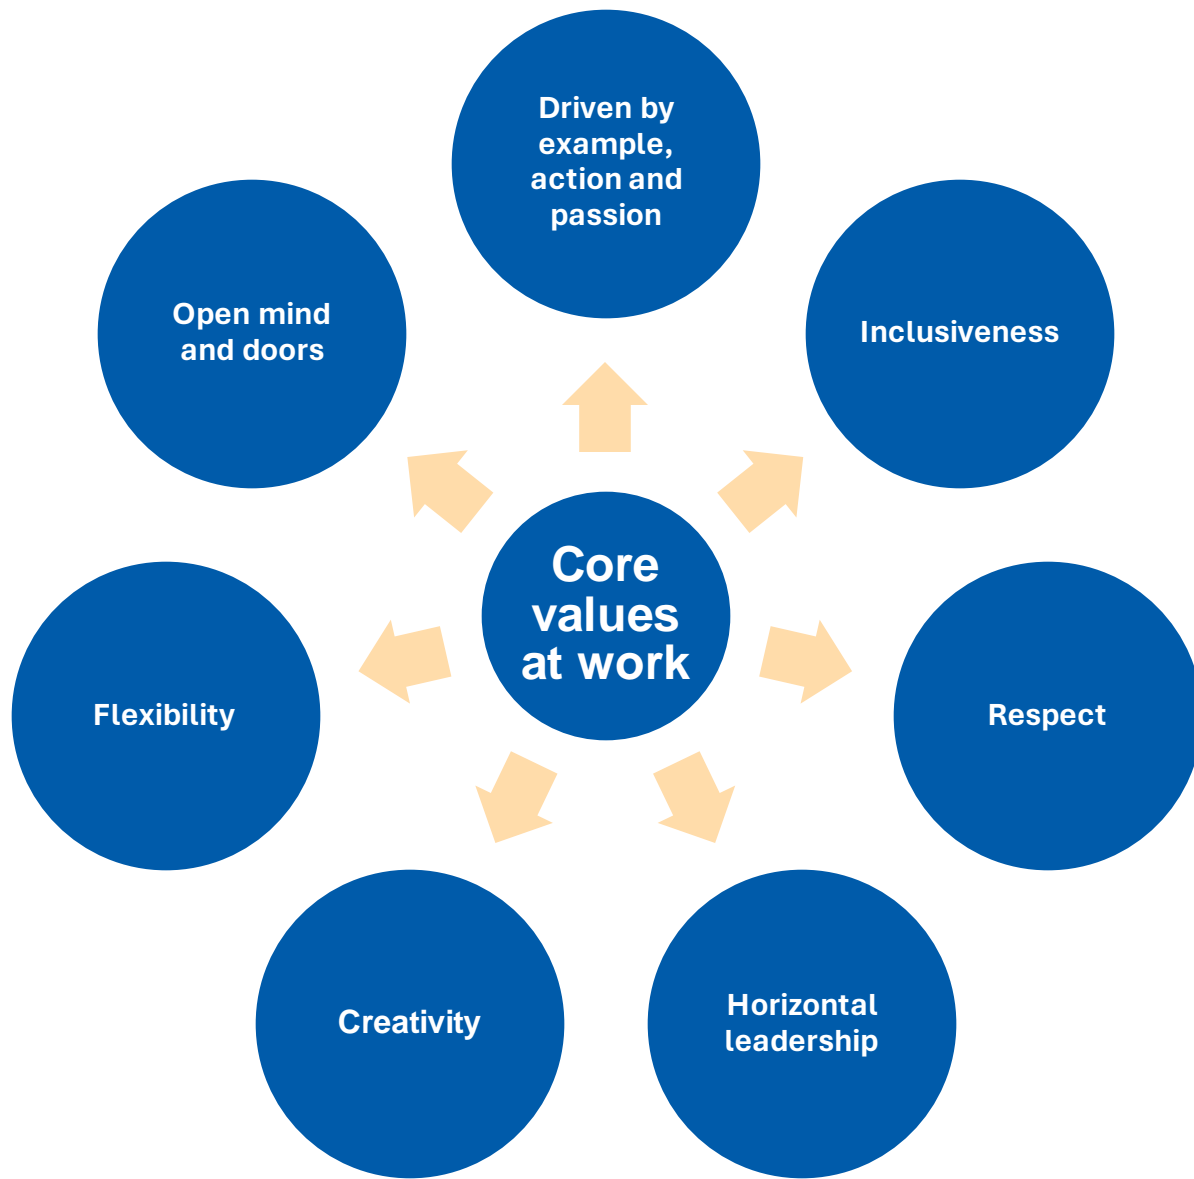 Driven by
example,
action and
passion
Inclusiveness
Respect
Horizontal
leadership
Creativity
Flexibility
Open mind
and doors
Core
values
at work